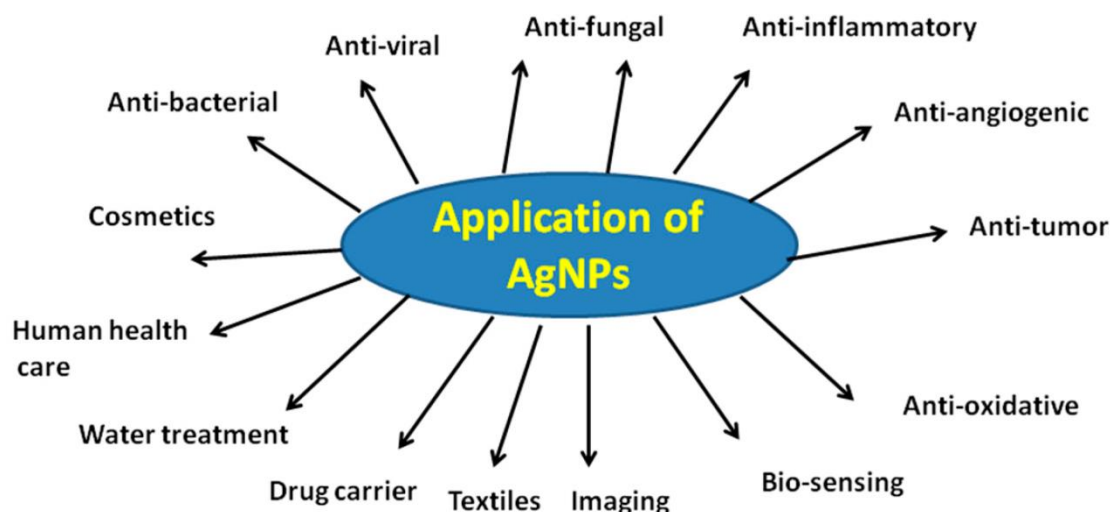 Anti-fungal
Anti-inflammatory
Anti-viral
Anti-bacterial
Anti-angiogenic
Cosmetics
Application of
AgNPs
Anti-tumor
Human health
care
Anti-oxidative
Water treatment
Drug carrier
Textiles
Imaging
Bio-sensing